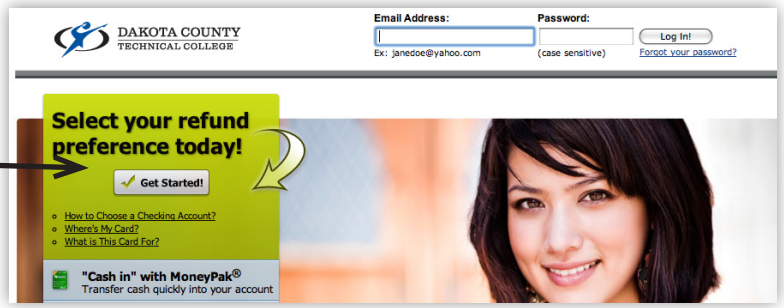 DAKOTA COUNTY
TECHNICAL COLLEGE
Email Address:
Ex: janedoe@yahoo.com
Password:
(case sensitive)
Log In!
Forgot your password?
Select your refund
preference today!
Get Started!
How to Choose a Checking Account?
Where's My Card?
What is This Card For?
"Cash in" with MoneyPak®
Transfer cash quickly into your account